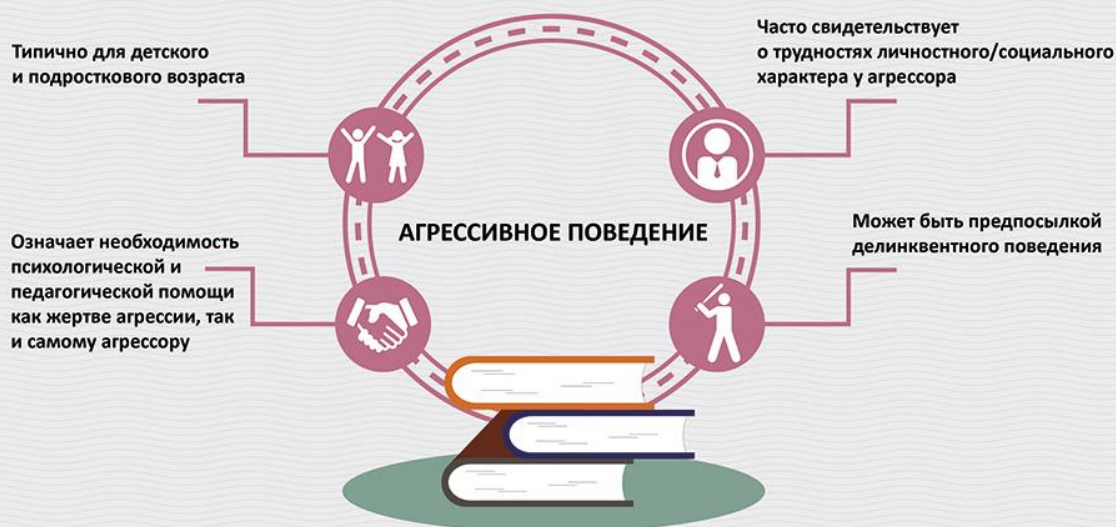 Типично для детского
и подросткового возраста
Часто свидетельствует
о трудностях личностного/социального
характера у агрессора
АГРЕССИВНОЕ ПОВЕДЕНИЕ
Означает необходимость
психологической и
педагогической помощи
как жертве агрессии, так
и самому агрессору
Может быть предпосылкой
делинквентного поведения